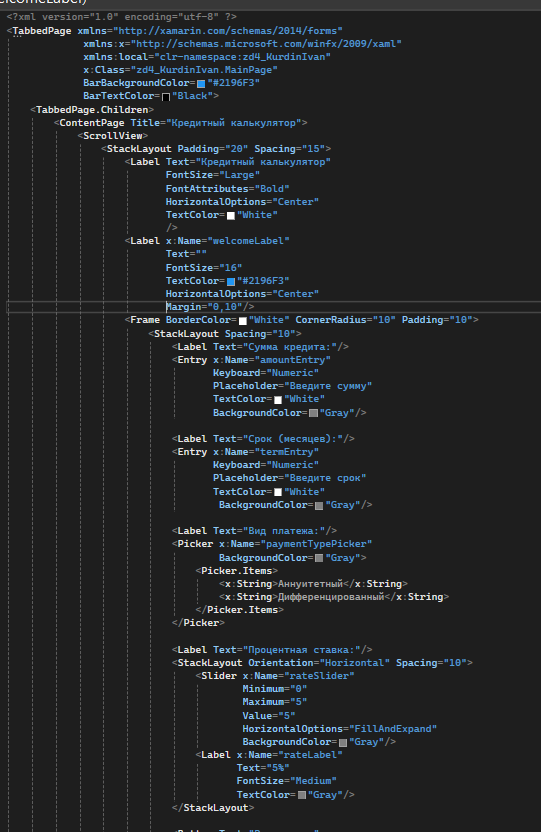 elcomeLabel)
<?xml version="1.0" encoding="utf-8" ?>
<TabbedPage xmlns="http://xamarin.com/schemas/2014/forms"
xmlns:x="http://schemas.microsoft.com/winfx/2009/xaml"
xmlns:local="clr-namespace:zd4_KurdinIvan"
x:Class="zd4_KurdinIvan.MainPage"
BarBackgroundColor="#2196F3"
BarTextColor="Black">
<TabbedPage.Children>
<ContentPage Title="Кредитный калькулятор">
<ScrollView>
<StackLayout Padding="20" Spacing="15">
<Label Text="Кредитный калькулятор"
FontSize="Large"
FontAttributes="Bold"
HorizontalOptions="Center"
TextColor="White"
/>
<Label x:Name="welcomeLabel"
Text=""
FontSize="16"
TextColor="#2196F3"
HorizontalOptions="Center"
Margin="0,10"/>
<Frame BorderColor="White" CornerRadius="10" Padding="10">
<StackLayout Spacing="10">
<Label Text="Сумма кредита:"/>
<Entry x:Name="amountEntry"
Keyboard="Numeric"
Placeholder="Введите сумму"
TextColor="White"
BackgroundColor="Gray"/>
<Label Text="Срок (месяцев):"/>
<Entry x:Name="termEntry"
Keyboard="Numeric"
Placeholder="Введите срок"
TextColor="White"
BackgroundColor="Gray"/>
<Label Text="Вид платежа:"/>
<Picker x:Name="paymentTypePicker"
BackgroundColor="Gray">
<Picker.Items>
<x:String>Аннуитетный</x:String>
<x:String>Дифференцированный</x:String>
</Picker.Items>
</Picker>
<Label Text="Процентная ставка:"/>
<StackLayout Orientation="Horizontal" Spacing="10">
<Slider x:Name="rateSlider"
Minimum="0"
Maximum="5"
Value="5"
HorizontalOptions="FillAndExpand"
BackgroundColor="Gray"/>
<Label x:Name="rateLabel"
Text="5%"
FontSize="Medium"
TextColor="Gray"/>
</StackLayout>